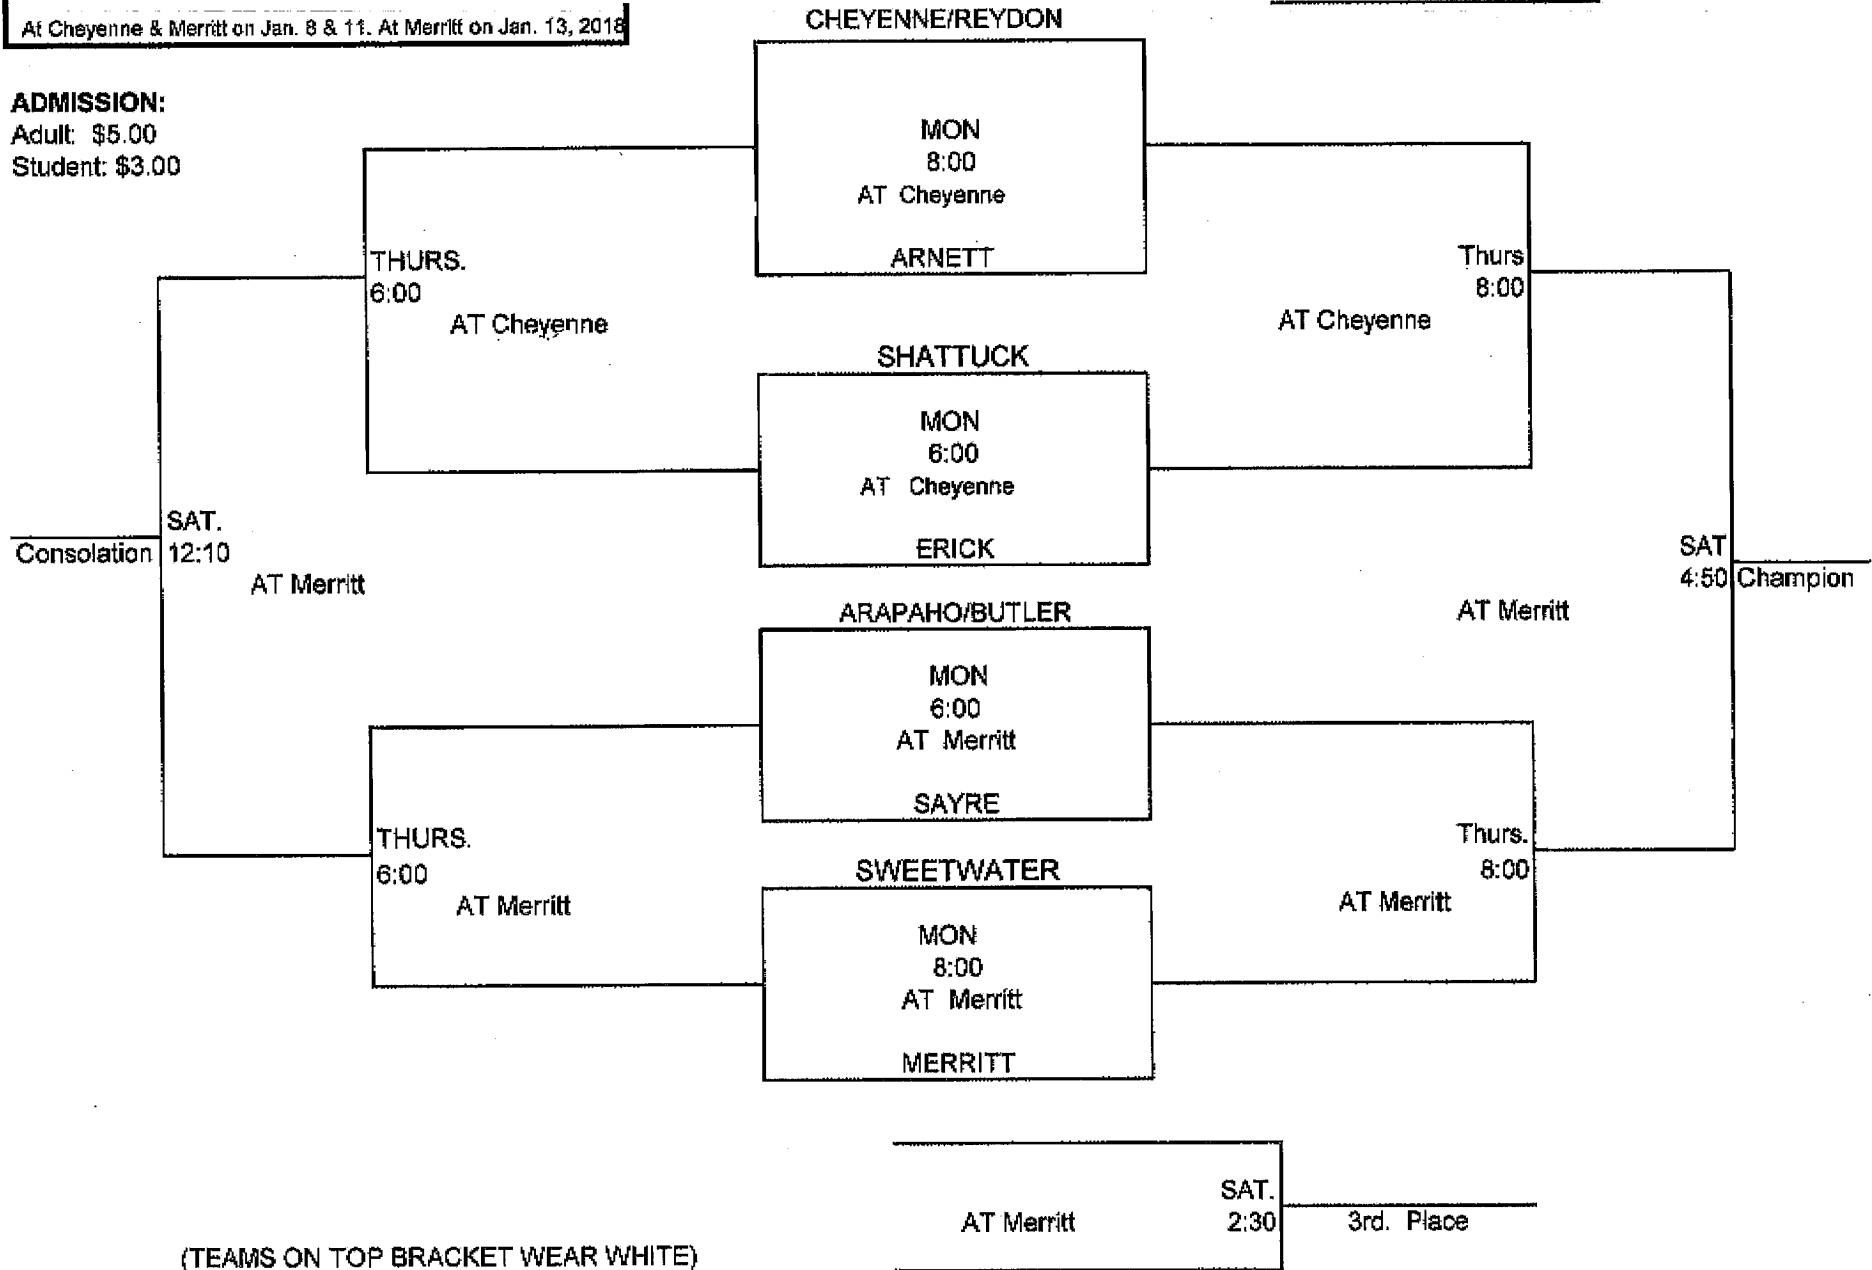 At Cheyenne & Merritt on Jan. 8 & 11. At Merritt on Jan. 13, 2018
ADMISSION:
Adult: $5.00
Student: $3.00
CHEYENNE/REYDON
MON
8:00
AT Cheyenne
ARNETT
THURS.
6:00
AT Cheyenne
Thurs
8:00
AT Cheyenne
SHATTUCK
MON
6:00
AT Cheyenne
ERICK
SAT.
Consolation 12:10
AT Merritt
SAT
4:50 Champion
AT Merritt
ARAPAHO/BUTLER
MON
6:00
AT Merritt
SAYRE
THURS.
6:00
AT Merritt
Thurs.
8:00
AT Merritt
SWEETWATER
MON
8:00
AT Merritt
MERRITT
SAT.
AT Merritt 2:30 3rd. Place
(TEAMS ON TOP BRACKET WEAR WHITE)